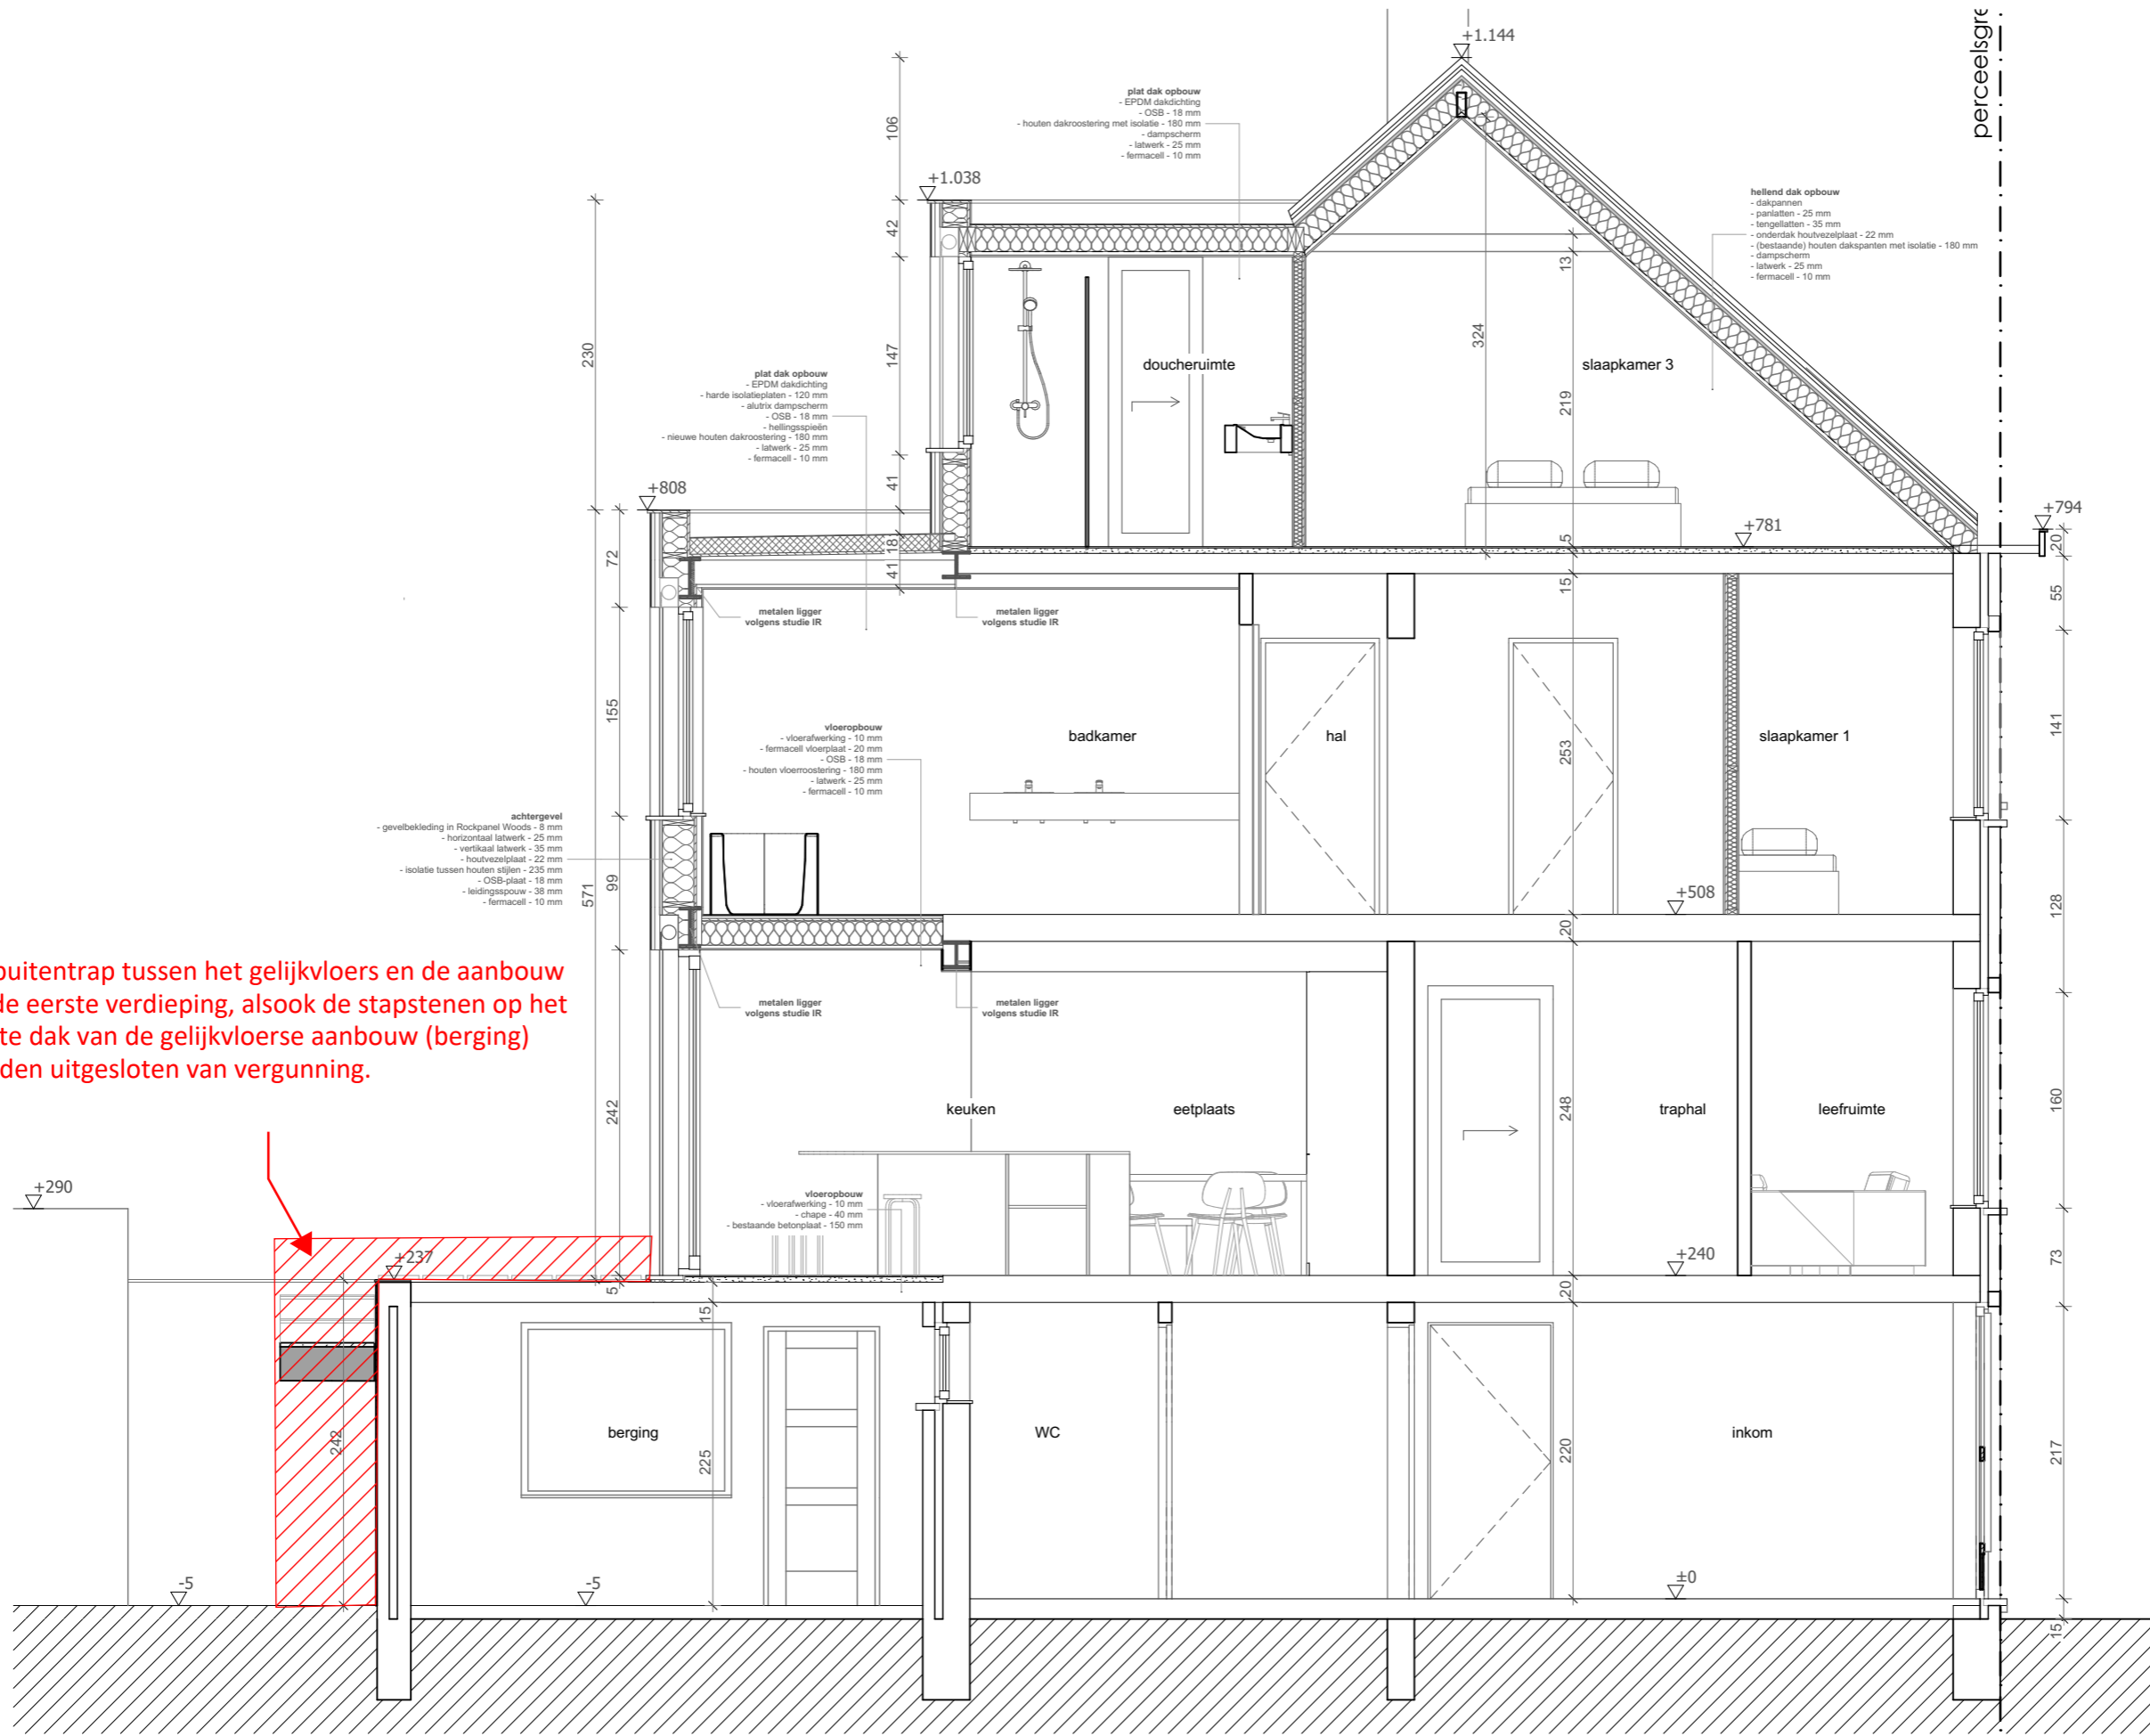 perceelsgre
+1.144
106
plat dak opbouw
- EPDM dakdichting
- OSB - 18 mm
- houten dakroostering met isolatie - 180 mm
- dampscherm
- latwerk - 25 mm
- fermacell - 10 mm
+1.038
42
hellend dak opbouw
- dakpannen
- panlatten - 25 mm
- tengellatten - 35 mm
- onderdak houtvezelplaat - 22 mm
- (bestaande) houten dakspanten met isolatie - 180 mm
- dampscherm
- latwerk - 25 mm
- fermacell - 10 mm
13
230
147
324
doucheruimte
slaapkamer 3
219
plat dak opbouw
- EPDM dakdichting
- harde isolatieplaten - 120 mm
- alutrix dampscherm
- OSB - 18 mm
- hellingsspieën
- nieuwe houten dakroostering - 180 mm
- latwerk - 25 mm
- fermacell - 10 mm
41
+808
+794
+781
5
20
18
41
72
15
55
metalen ligger
volgens studie IR
metalen ligger
volgens studie IR
155
141
vloeropbouw
- vloerafwerking - 10 mm
- fermacell vloerplaat - 20 mm
- OSB - 18 mm
- houten vloerroostering - 180 mm
- latwerk - 25 mm
- fermacell - 10 mm
badkamer
hal
253
slaapkamer 1
achtergevel
- gevelbekleding in Rockpanel Woods - 8 mm
- horizontaal latwerk - 25 mm
- vertikaal latwerk - 35 mm
- houtvezelplaat - 22 mm
- isolatie tussen houten stijlen - 235 mm
- OSB-plaat - 18 mm
- leidingsspouw - 38 mm
- fermacell - 10 mm
571
99
+508
128
20
buitentrap tussen het gelijkvloers en de aanbouw
de eerste verdieping, alsook de stapstenen op het
te dak van de gelijkvloerse aanbouw (berging)
den uitgesloten van vergunning.
metalen ligger
volgens studie IR
metalen ligger
volgens studie IR
242
keuken
eetplaats
248
traphal
leefruimte
160
+290
vloeropbouw
- vloerafwerking - 10 mm
- chape - 40 mm
- bestaande betonplaat - 150 mm
+237
+240
73
5
15
20
242
berging
225
WC
220
inkom
217
-5
-5
±0
15